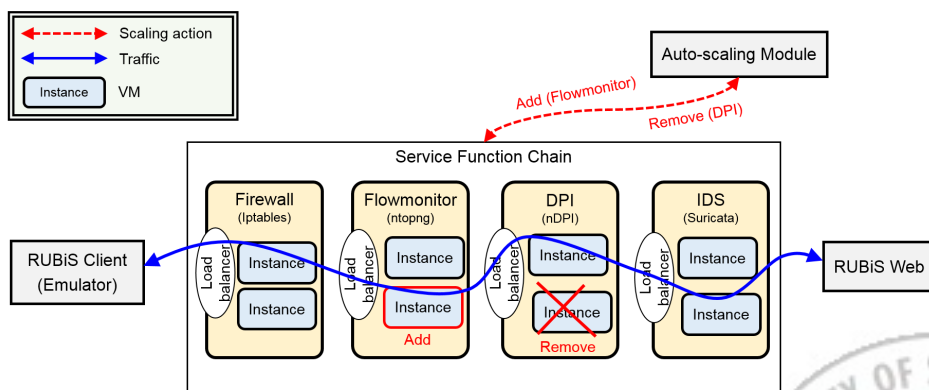 Scaling action
Traffic
Instance
VM
Auto-scaling Module
Add (Flowmonitor)
Remove (DPI)
Service Function Chain
Firewall
(Iptables)
Load
balancer
Instance
Instance
Flowmonitor
(ntopng)
Load
balancer
Instance
Instance
Add
DPI
(nDPI)
Load
balancer
Instance
Instance
Remove
IDS
(Suricata)
Load
balancer
Instance
Instance
RUBiS Client
(Emulator)
RUBiS Web
OF